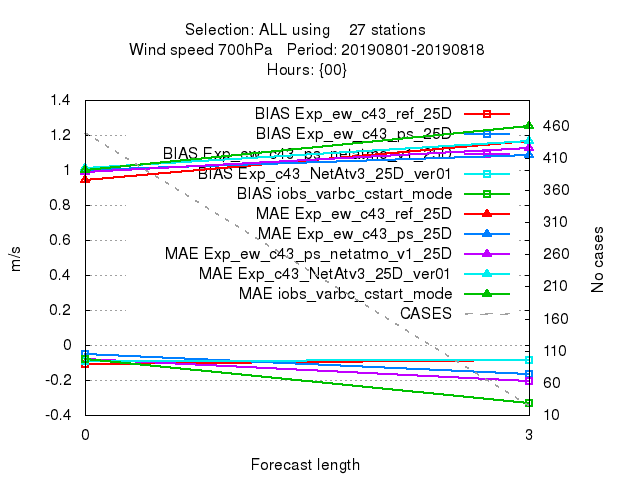 Selection: ALL using 27 stations
Wind speed 700hPa Period: 20190801-20190818
Hours: {00}
1.4
1.2
1
0.8
0.6
0.4
0.2
0
-0.2
-0.4
m/s
BIAS Exp_ew_c43_ref_25D
BIAS Exp_ew_c43_ps_25D
BIAS Exp_ew_c43_ps_netatmo_v1_25D
BIAS Exp_c43_NetAtv3_25D_ver01
BIAS iobs_varbc_cstart_mode
MAE Exp_ew_c43_ref_25D
MAE Exp_ew_c43_ps_25D
MAE Exp_ew_c43_ps_netatmo_v1_25D
MAE Exp_c43_NetAtv3_25D_ver01
MAE iobs_varbc_cstart_mode
CASES
460
410
360
310
260
210
160
110
60
10
No cases
0 3
Forecast length